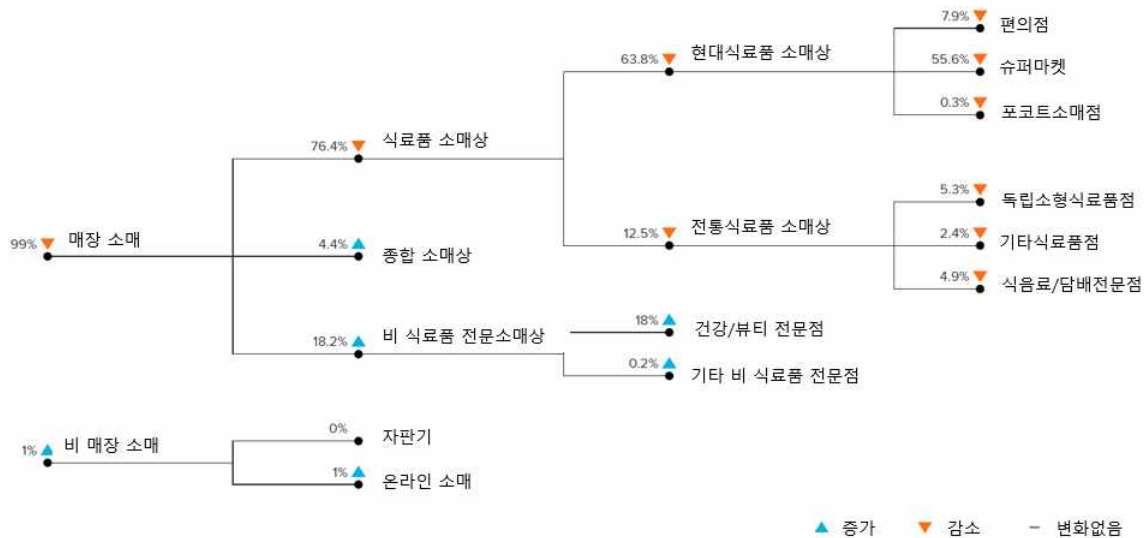 7.9% 편의점
63.8% 현대식료품 소매상
55.6% 슈퍼마켓
0.3% 포코트소매점
76.4% 식료품 소매상
5.3% 독립소형식료품점
12.5% 전통식료품 소매상
2.4% 기타식료품점
4.9% 식음료/담배전문점
99% 매장 소매
4.4% 종합 소매상
18.2% 비 식료품 전문소매상
18% 건강/뷰티 전문점
0.2% 기타 비 식료품 전문점
1% 비 매장 소매
0% 자판기
1% 온라인 소매
▲ 증가 ▼ 감소 – 변화없음